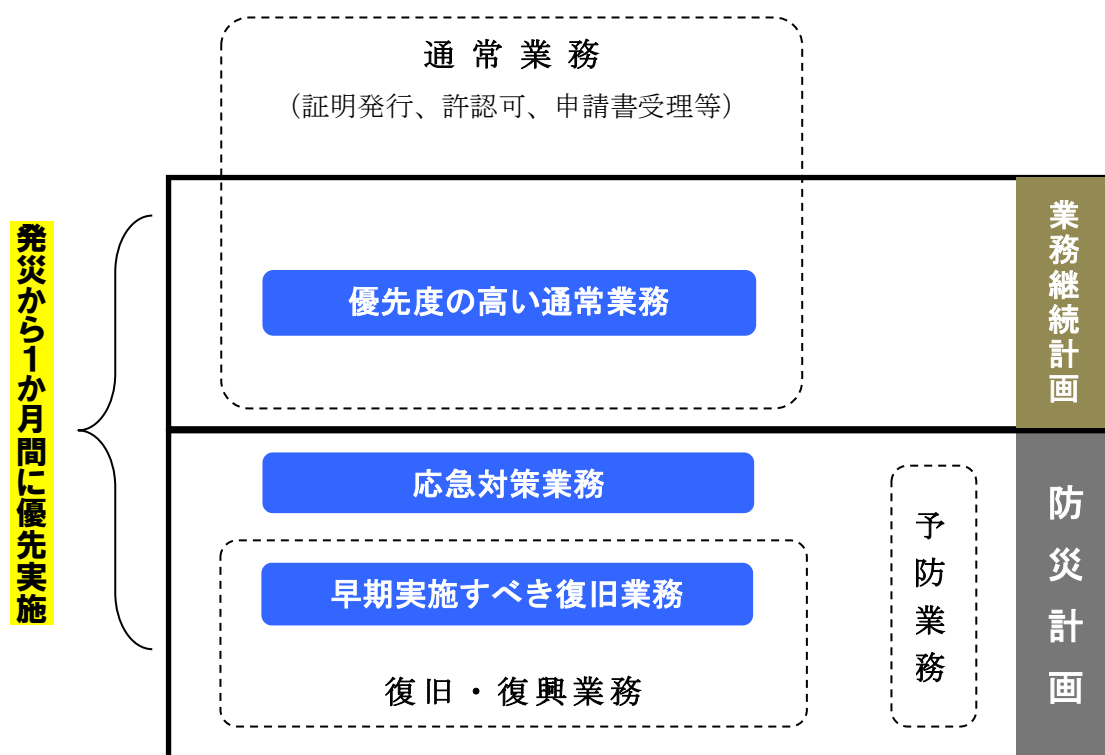 通常業務
（証明発行、許認可、申請書受理等）
発災から1か月間に優先実施
優先度の高い通常業務
業務継続計画
応急対策業務
早期実施すべき復旧業務
復旧・復興業務
予防業務
防災計画